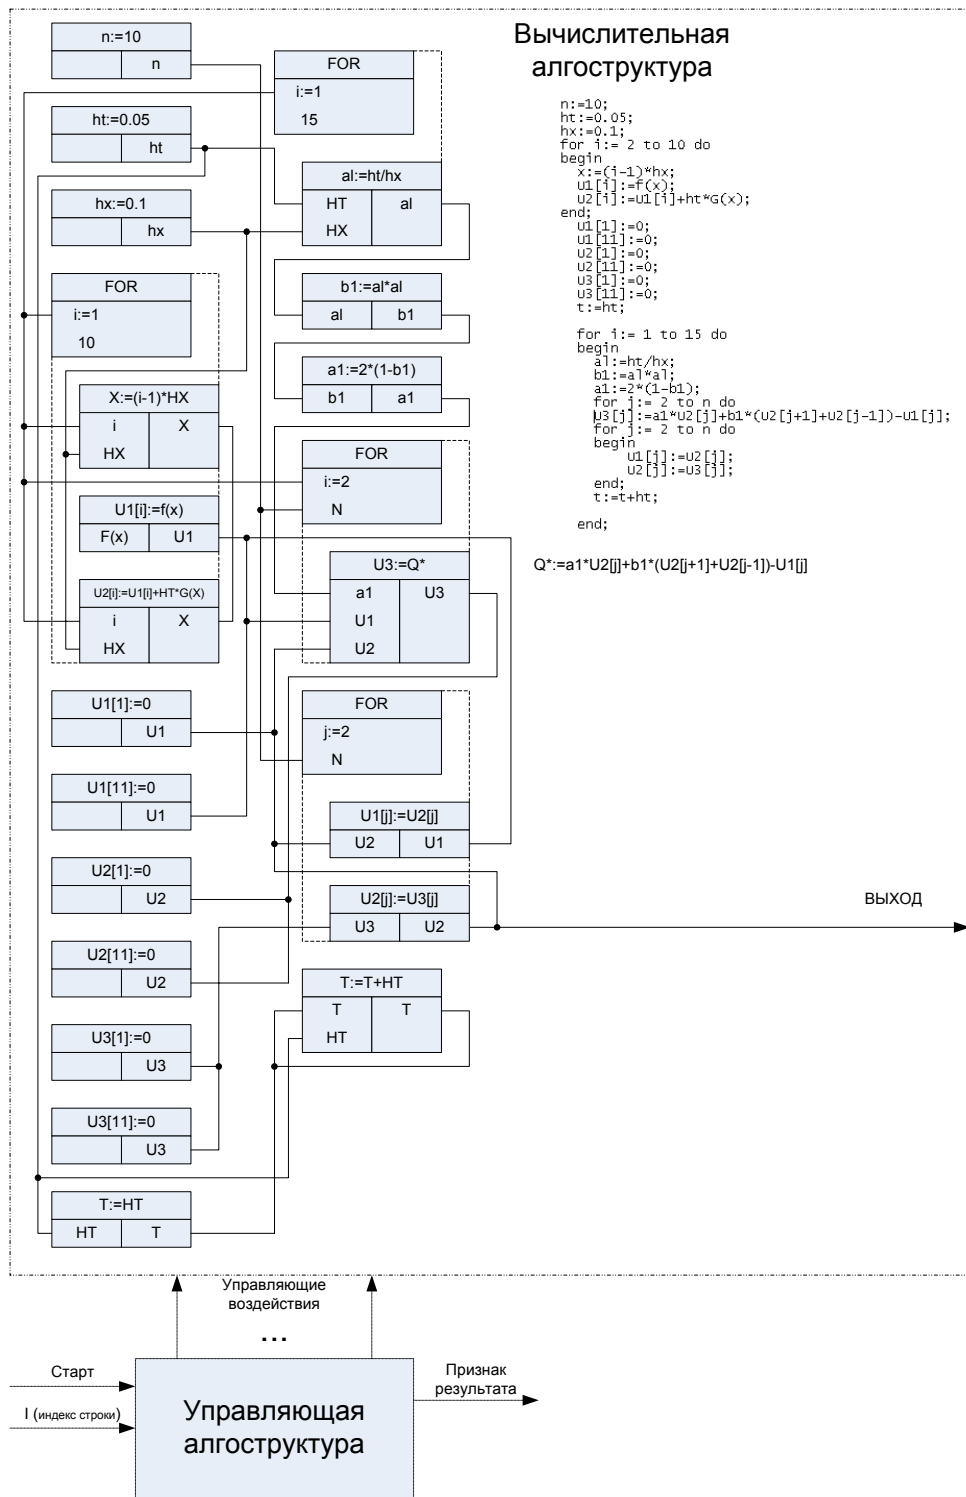 Вычислительная
алгоструктура
n:=10
n
ht:=0.05
ht
hx:=0.1
hx
FOR
i:=1
10
X:=(i-1)*HX
i X
HX
U1[i]:=f(x)
F(x) U1
U2[i]:=U1[i]+HT*G(X)
i X
HX
U1[1]:=0
U1
U1[11]:=0
U1
U2[1]:=0
U2
U2[11]:=0
U2
U3[1]:=0
U3
U3[11]:=0
U3
T:=HT
HT T
FOR
i:=1
15
al:=ht/hx
HT al
HX
b1:=al*al
al b1
a1:=2*(1-b1)
b1 a1
FOR
i:=2
N
U3:=Q*
a1 U3
U1
U2
FOR
j:=2
N
U1[j]:=U2[j]
U2 U1
U2[j]:=U3[j]
U3 U2
T:=T+HT
T T
HT
n:=10;
ht:=0.05;
hx:=0.1;
for i:= 2 to 10 do
begin
x:=(i-1)*hx;
U1[i]:=f(x);
U2[i]:=U1[i]+ht*G(x);
end;
U1[1]:=0;
U1[11]:=0;
U2[1]:=0;
U2[11]:=0;
U3[1]:=0;
U3[11]:=0;
t:=ht;
for i:= 1 to 15 do
begin
al:=ht/hx;
b1:=al*al;
a1:=2*(1-b1);
for j:= 2 to n do
U3[j]:=a1*U2[j]+b1*(U2[j+1]+U2[j-1])-U1[j];
for j:= 2 to n do
begin
U1[j]:=U2[j];
U2[j]:=U3[j];
end;
t:=t+ht;
end;
Q*:=a1*U2[j]+b1*(U2[j+1]+U2[j-1])-U1[j]
ВЫХОД
Управляющие
воздействия
...
Старт
I (индекс строки)
Управляющая
алгоструктура
Признак
результата